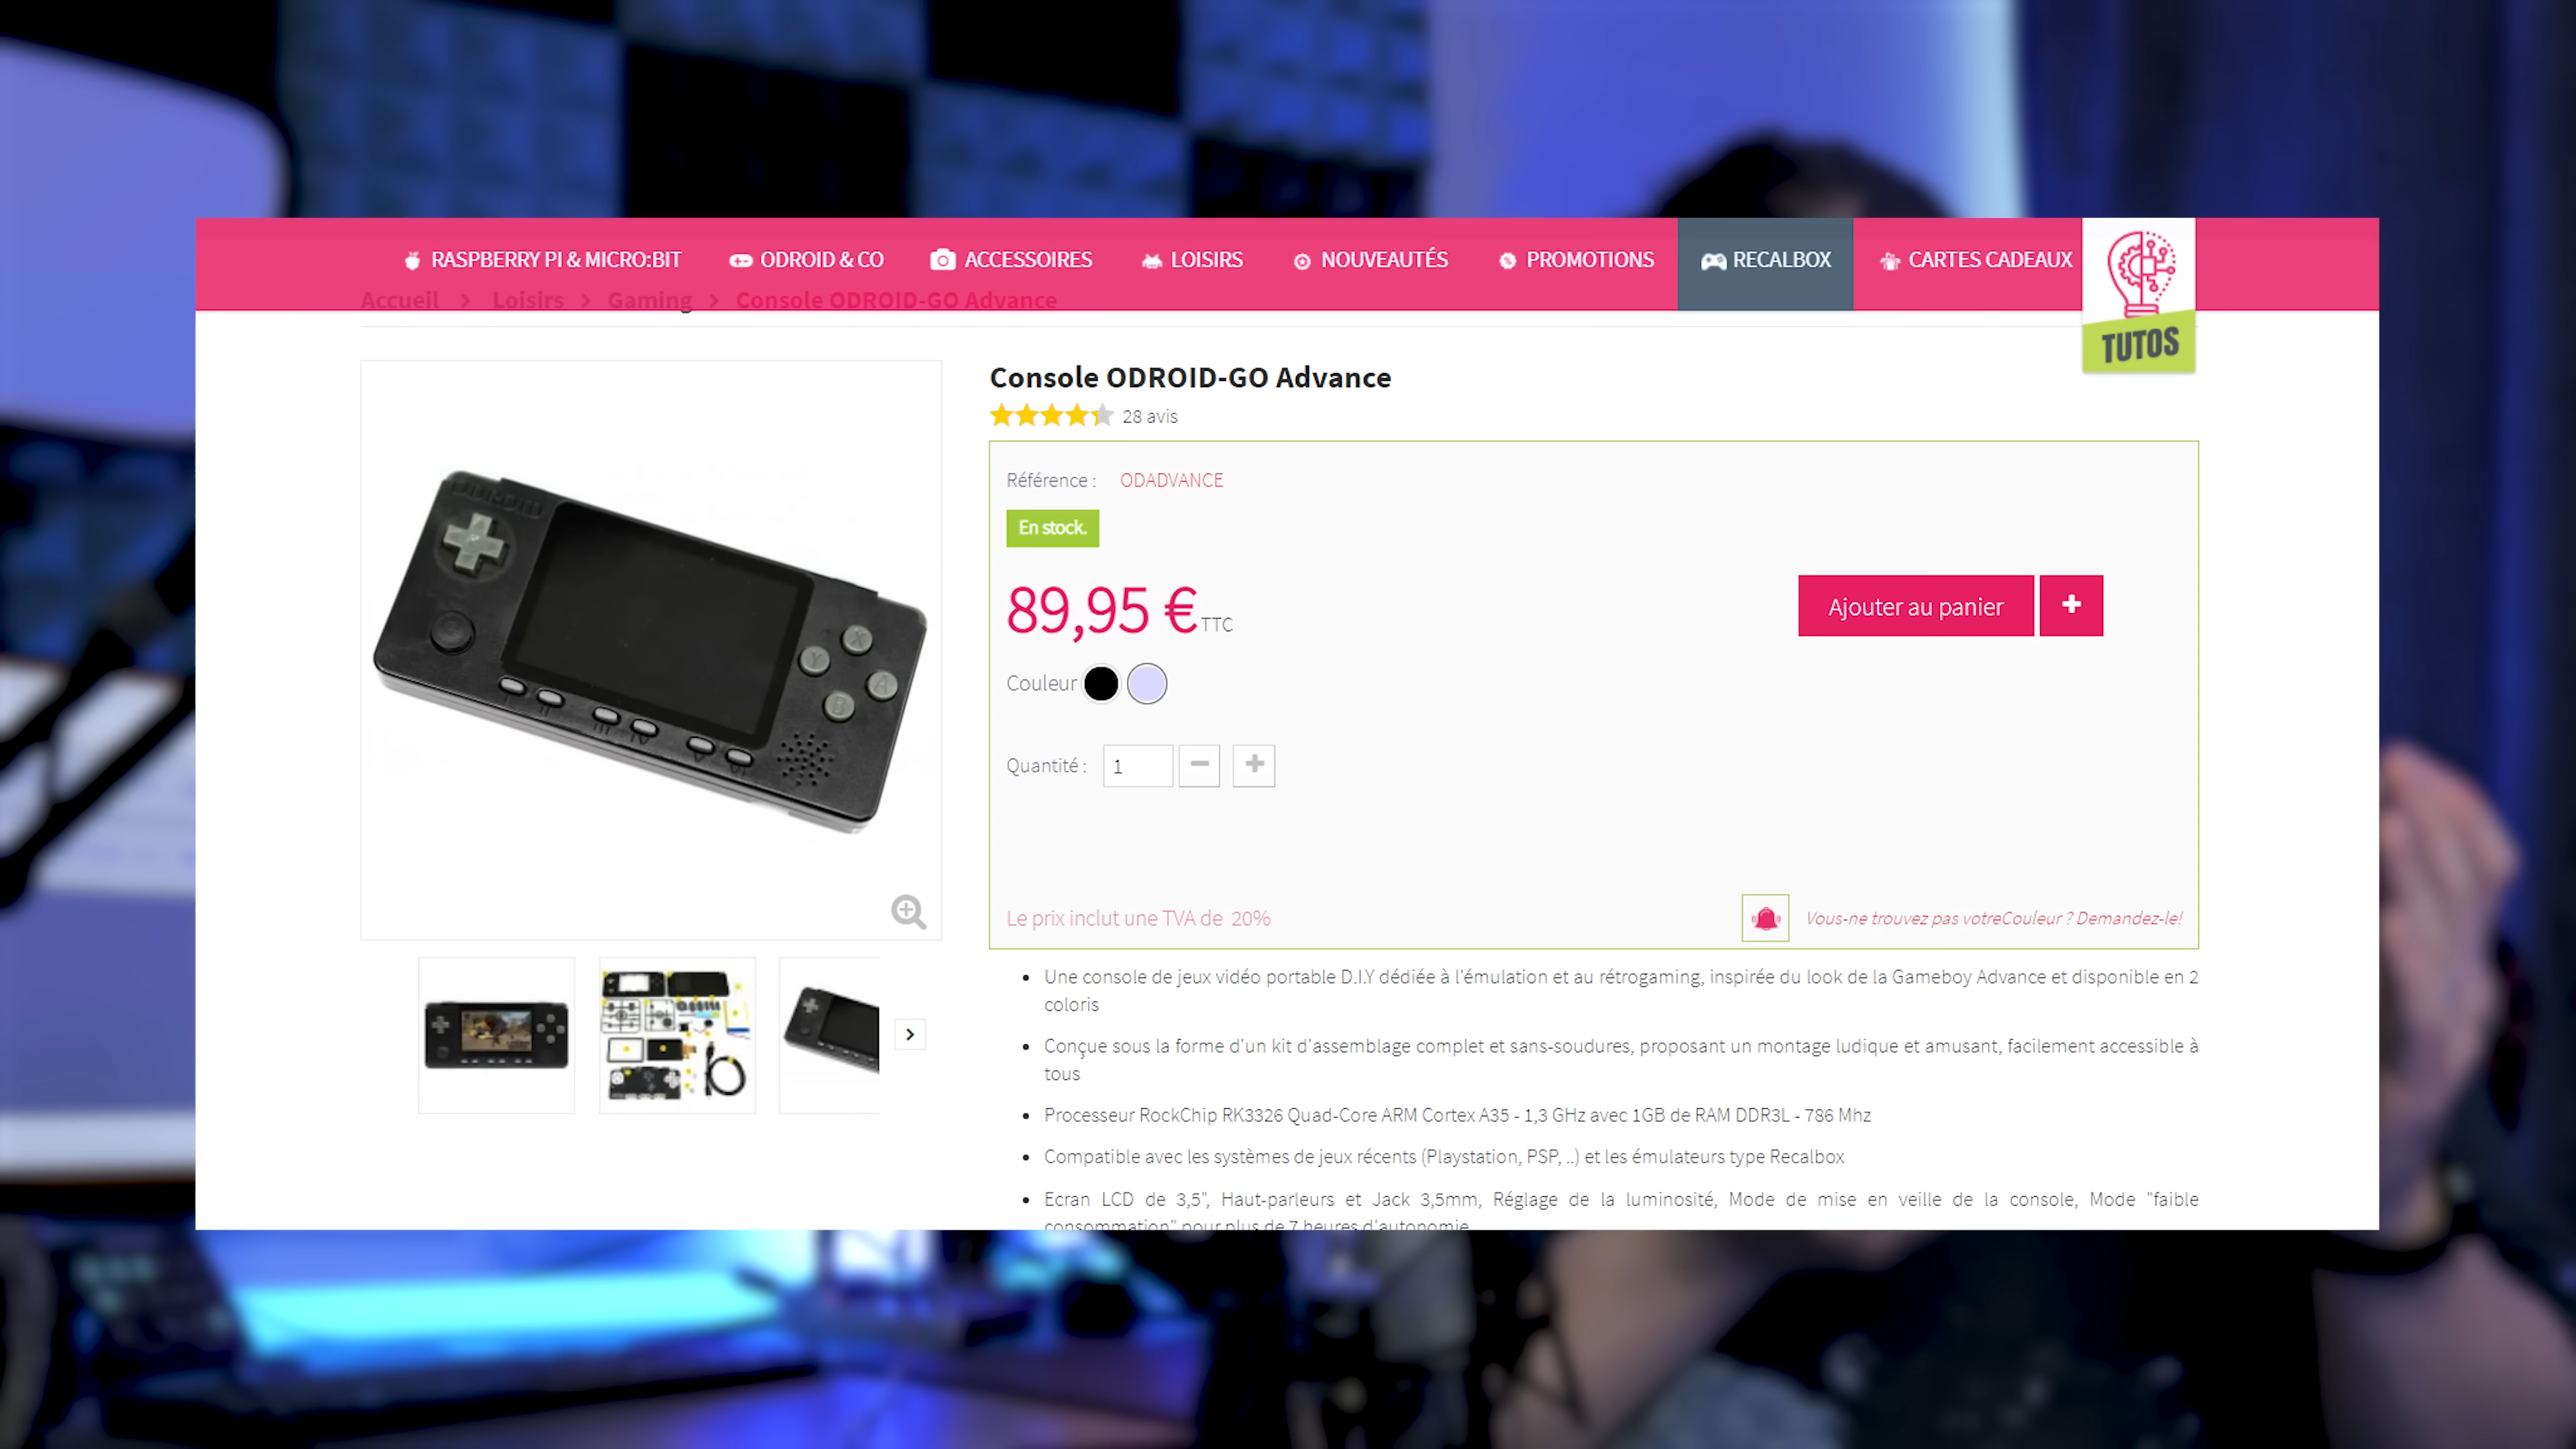 RASPBERRY PI & MICRO:BIT ODROID & CO ACCESSOIRES LOISIRS NOUVEAUTÉS PROMOTIONS RECALBOX CARTES CADEAUX
TUTOS
Accueil > Loisirs > Gaming > Console ODROID-GO Advance
Console ODROID-GO Advance
28 avis
Référence : ODADVANCE
En stock.
89,95 € TTC
Ajouter au panier
Couleur
Quantité : 1
Le prix inclut une TVA de 20%
Vous-ne trouvez pas votreCouleur ? Demandez-le!
Une console de jeux vidéo portable D.I.Y dédiée à l'émulation et au rétrogaming, inspirée du look de la Gameboy Advance et disponible en 2
coloris
Conçue sous la forme d'un kit d'assemblage complet et sans-soudures, proposant un montage ludique et amusant, facilement accessible à
tous
Processeur RockChip RK3326 Quad-Core ARM Cortex A35 - 1,3 GHz avec 1GB de RAM DDR3L - 786 Mhz
Compatible avec les systèmes de jeux récents (Playstation, PSP, ..) et les émulateurs type Recalbox
Ecran LCD de 3,5", Haut-parleurs et Jack 3,5mm, Réglage de la luminosité, Mode de mise en veille de la console, Mode "faible
consommation" pour plus de 7 heures d'autonomie
X
Y
A
B